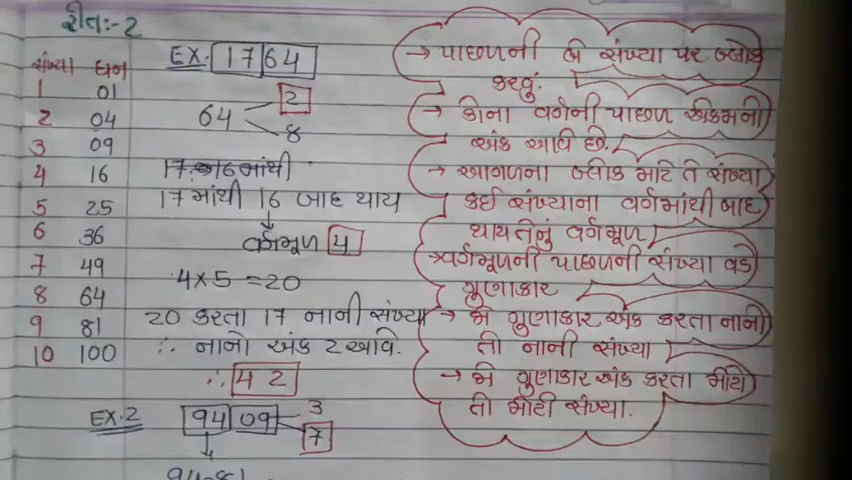 રીત:-2
સંખ્યા ઘન
1 01
2 04
3 09
4 16
5 25
6 36
7 49
8 64
9 81
10 100
EX. 17 64
64 2
8
17 માંથી 16 બાદ થાય
વર્ગમૂળ 4
4 x 5 = 20
20 કરતા 17 નાની સંખ્યા
∴ નાનો અંક 2 આવે.
∴ 4 2
EX.2 94 09 3
7
94-81
→ પાછળની બે સંખ્યા પર બ્લોક
કરવું.
→ કોના વર્ગની પાછળ એકમની
અંક આવે છે.
→ આગળના બ્લોક માટે તે સંખ્યા
કઈ સંખ્યાના વર્ગમાંથી બાદ
થાય તેનું વર્ગમૂળ
→ વર્ગમૂળની પાછળની સંખ્યા વડે
ગુણાકાર
→ જે ગુણાકાર અંક કરતા નાની
તો નાની સંખ્યા
→ જે ગુણાકાર અંક કરતા મોટી
તો મોટી સંખ્યા.